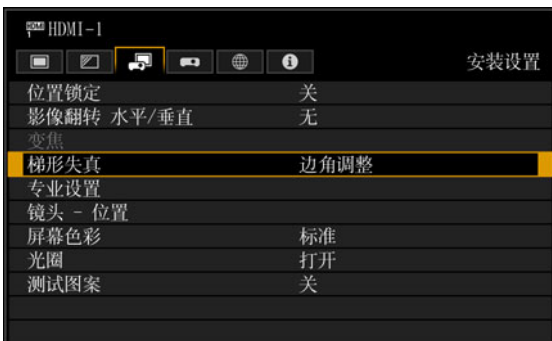 HDMI HDMI-1
安装设置
位置锁定 关
影像翻转 水平/垂直 无
变焦
梯形失真 边角调整
专业设置
镜头 - 位置
屏幕色彩 标准
光圈 打开
测试图案 关